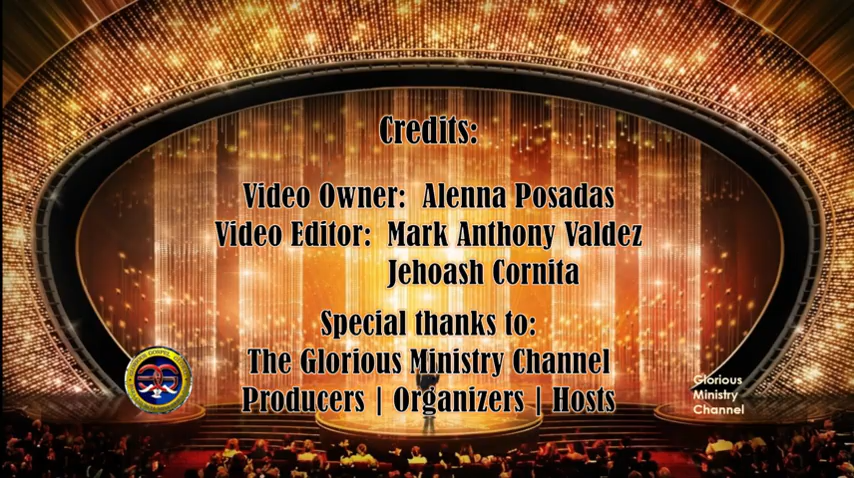 Credits:
Video Owner: Alenna Posadas
Video Editor: Mark Anthony Valdez
Jehoash Cornita
Special thanks to:
The Glorious Ministry Channel
Producers | Organizers | Hosts
GOSPEL
Glorious
Ministry
Channel